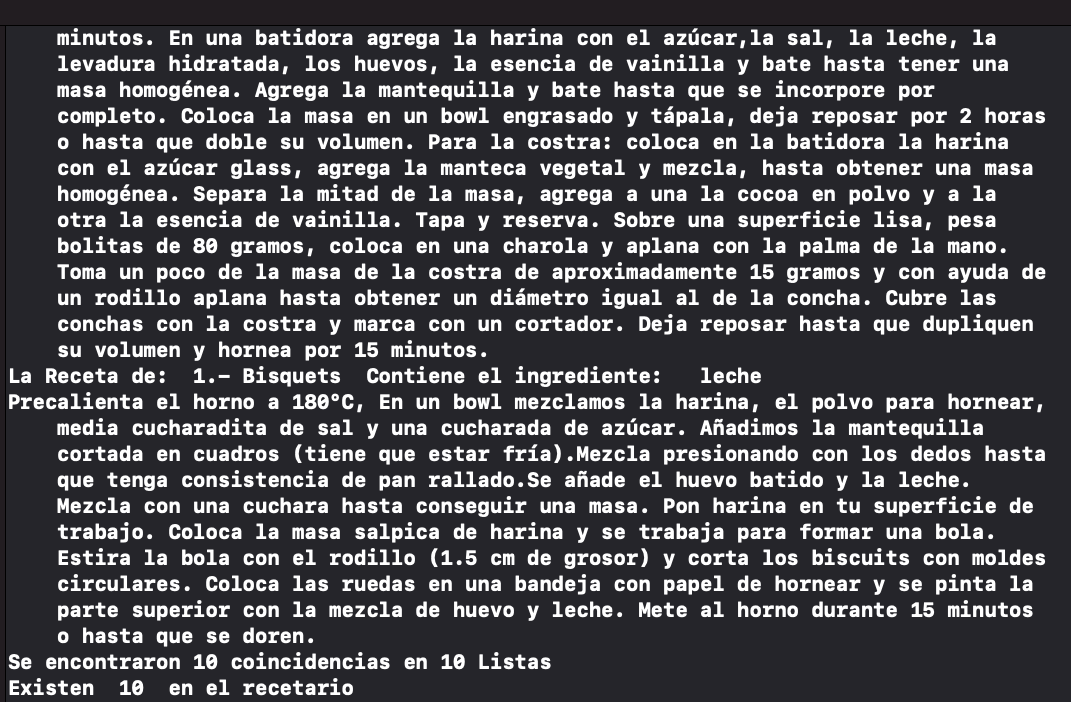 minutos. En una batidora agrega la harina con el azúcar,la sal, la leche, la
levadura hidratada, los huevos, la esencia de vainilla y bate hasta tener una
masa homogénea. Agrega la mantequilla y bate hasta que se incorpore por
completo. Coloca la masa en un bowl engrasado y tápala, deja reposar por 2 horas
o hasta que doble su volumen. Para la costra: coloca en la batidora la harina
con el azúcar glass, agrega la manteca vegetal y mezcla, hasta obtener una masa
homogénea. Separa la mitad de la masa, agrega a una la cocoa en polvo y a la
otra la esencia de vainilla. Tapa y reserva. Sobre una superficie lisa, pesa
bolitas de 80 gramos, coloca en una charola y aplana con la palma de la mano.
Toma un poco de la masa de la costra de aproximadamente 15 gramos y con ayuda de
un rodillo aplana hasta obtener un diámetro igual al de la concha. Cubre las
conchas con la costra y marca con un cortador. Deja reposar hasta que dupliquen
su volumen y hornea por 15 minutos.
La Receta de:  1.– Bisquets  Contiene el ingrediente:   leche
Precalienta el horno a 180°C, En un bowl mezclamos la harina, el polvo para hornear,
media cucharadita de sal y una cucharada de azúcar. Añadimos la mantequilla
cortada en cuadros (tiene que estar fría).Mezcla presionando con los dedos hasta
que tenga consistencia de pan rallado.Se añade el huevo batido y la leche.
Mezcla con una cuchara hasta conseguir una masa. Pon harina en tu superficie de
trabajo. Coloca la masa salpica de harina y se trabaja para formar una bola.
Estira la bola con el rodillo (1.5 cm de grosor) y corta los biscuits con moldes
circulares. Coloca las ruedas en una bandeja con papel de hornear y se pinta la
parte superior con la mezcla de huevo y leche. Mete al horno durante 15 minutos
o hasta que se doren.
Se encontraron 10 coincidencias en 10 Listas
Existen  10  en el recetario